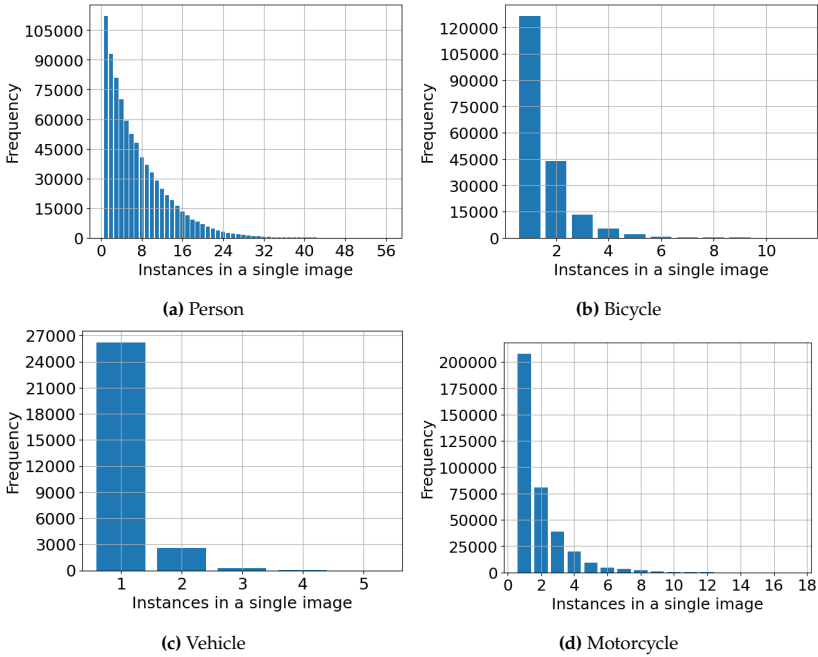 105000
90000
75000
60000
45000
30000
15000
0
Frequency
0 8 16 24 32 40 48 56
Instances in a single image
(a) Person
120000
105000
90000
75000
60000
45000
30000
15000
0
Frequency
2 4 6 8 10
Instances in a single image
(b) Bicycle
27000
24000
21000
18000
15000
12000
9000
6000
3000
0
Frequency
1 2 3 4 5
Instances in a single image
(c) Vehicle
200000
175000
150000
125000
100000
75000
50000
25000
0
Frequency
0 2 4 6 8 10 12 14 16 18
Instances in a single image
(d) Motorcycle